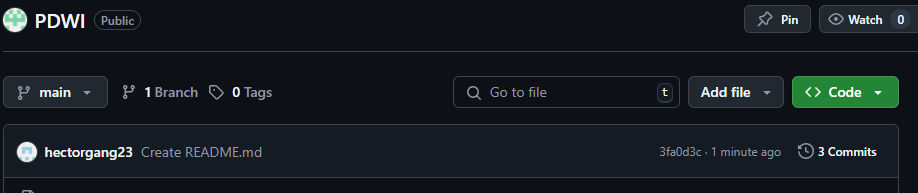 PDWI Public Pin Watch 0
main 1 Branch 0 Tags Go to file t Add file <> Code
hectorgang23 Create README.md 3fa0d3c · 1 minute ago 3 Commits